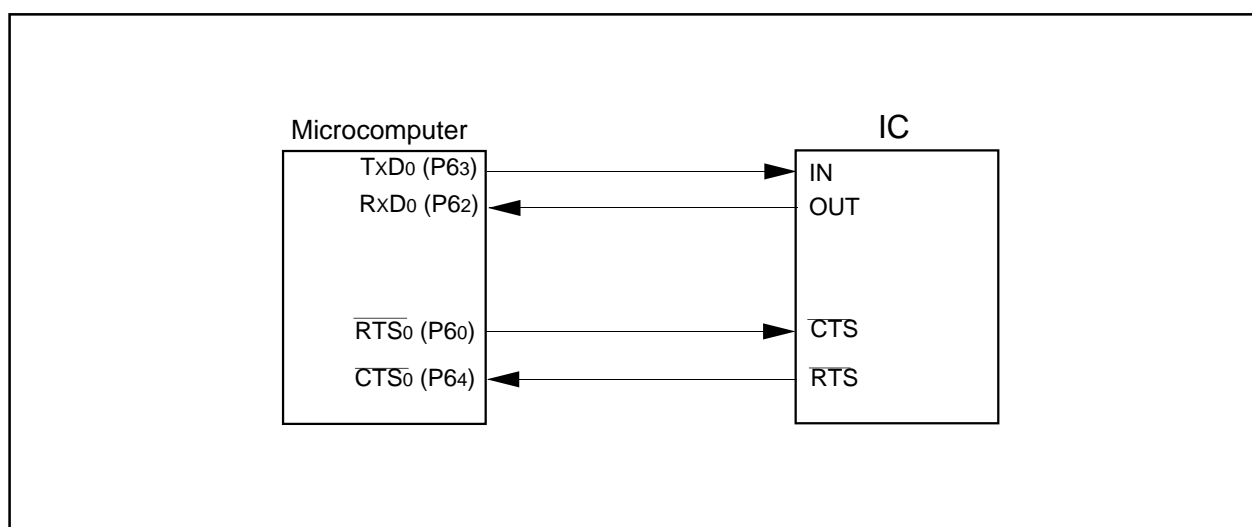 Microcomputer
TxD0 (P63)
RxD0 (P62)
RTS0 (P60)
CTS0 (P64)
IC
IN
OUT
CTS
RTS